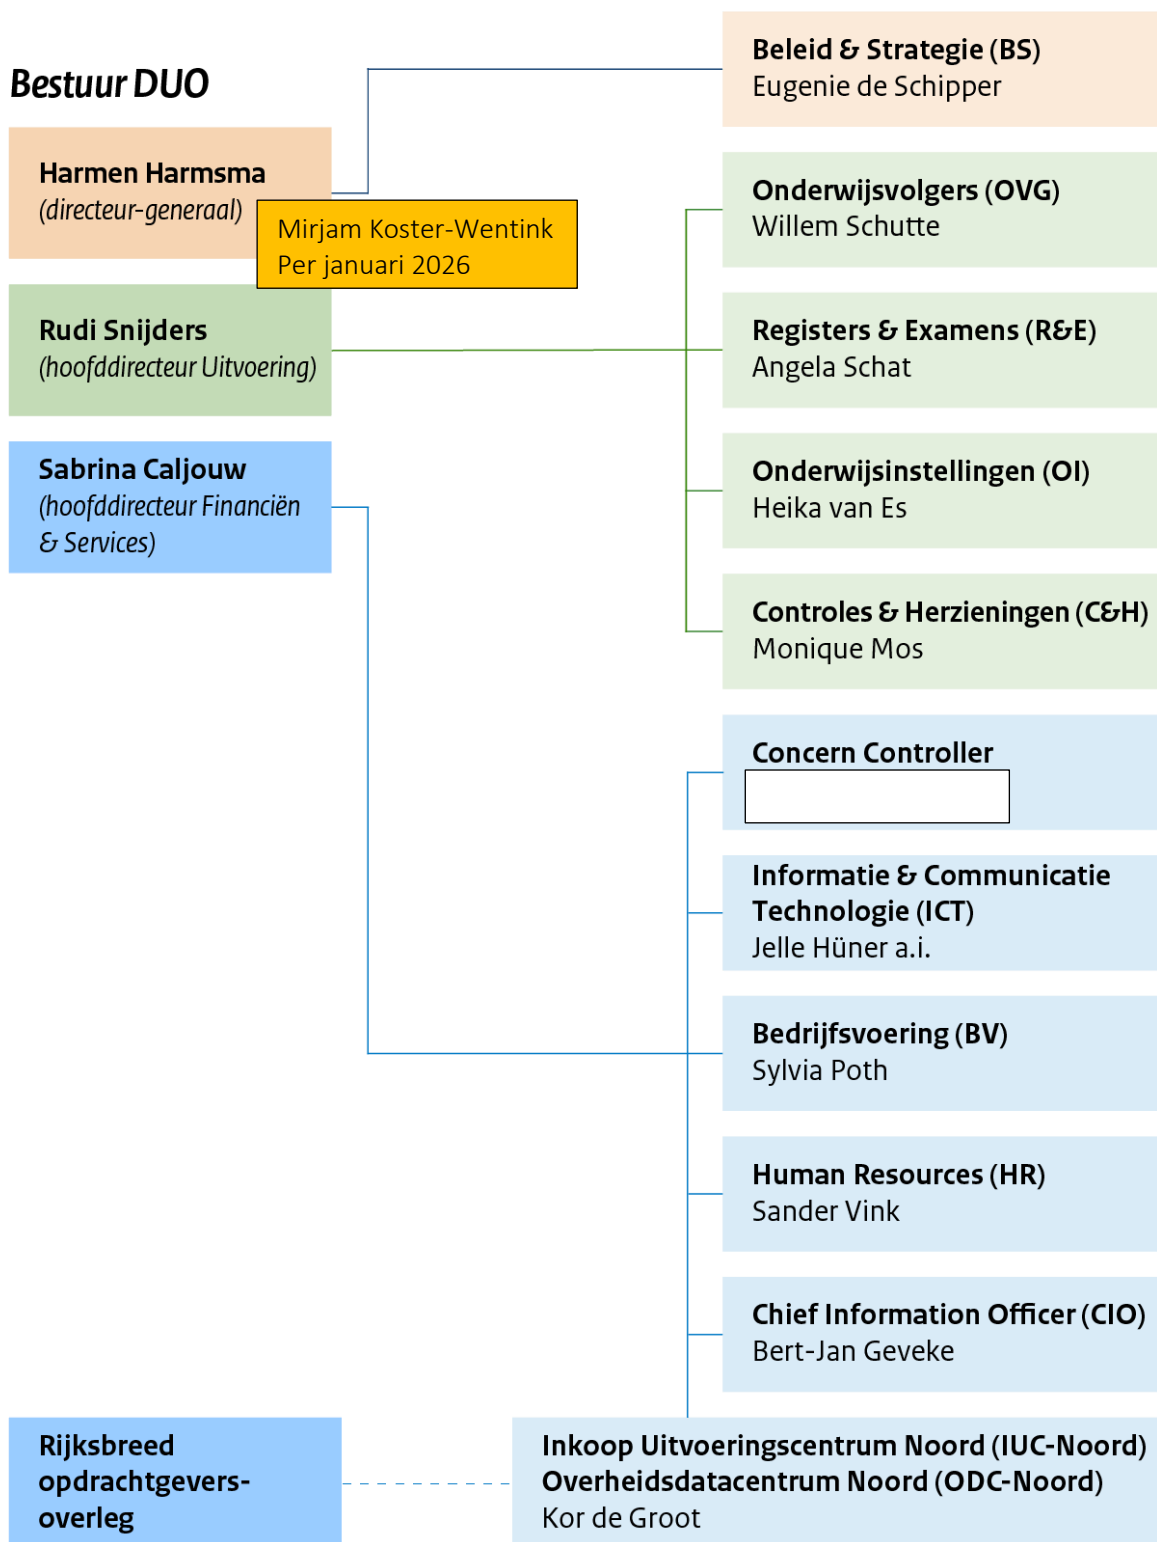 Bestuur DUO
Harmen Harmsma
(directeur-generaal)
Mirjam Koster-Wentink
Per januari 2026
Rudi Snijders
(hoofddirecteur Uitvoering)
Sabrina Caljouw
(hoofddirecteur Financiën
& Services)
Beleid & Strategie (BS)
Eugenie de Schipper
Onderwijsvolgers (OVG)
Willem Schutte
Registers & Examens (R&E)
Angela Schat
Onderwijsinstellingen (OI)
Heika van Es
Controles & Herzieningen (C&H)
Monique Mos
Concern Controller
Informatie & Communicatie
Technologie (ICT)
Jelle Hüner a.i.
Bedrijfsvoering (BV)
Sylvia Poth
Human Resources (HR)
Sander Vink
Chief Information Officer (CIO)
Bert-Jan Geveke
Rijksbreed
opdrachtgevers-
overleg
Inkoop Uitvoeringscentrum Noord (IUC-Noord)
Overheidsdatacentrum Noord (ODC-Noord)
Kor de Groot